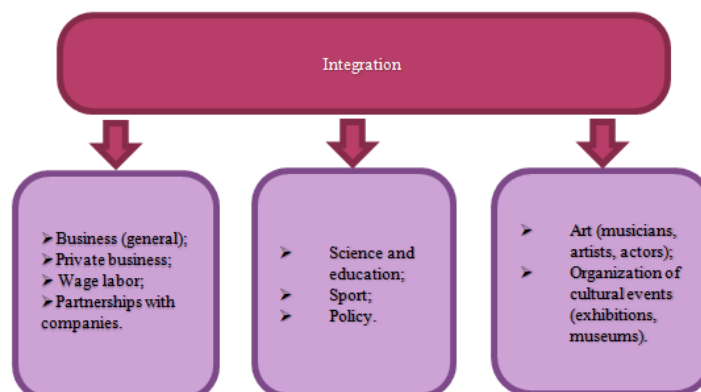 Integration
➢Business (general);
➢Private business;
➢Wage labor;
➢Partnerships with
companies.
➢ Science and
education;
➢ Sport;
➢ Policy.
➢ Art (musicians,
artists, actors);
➢ Organization of
cultural events
(exhibitions,
museums).